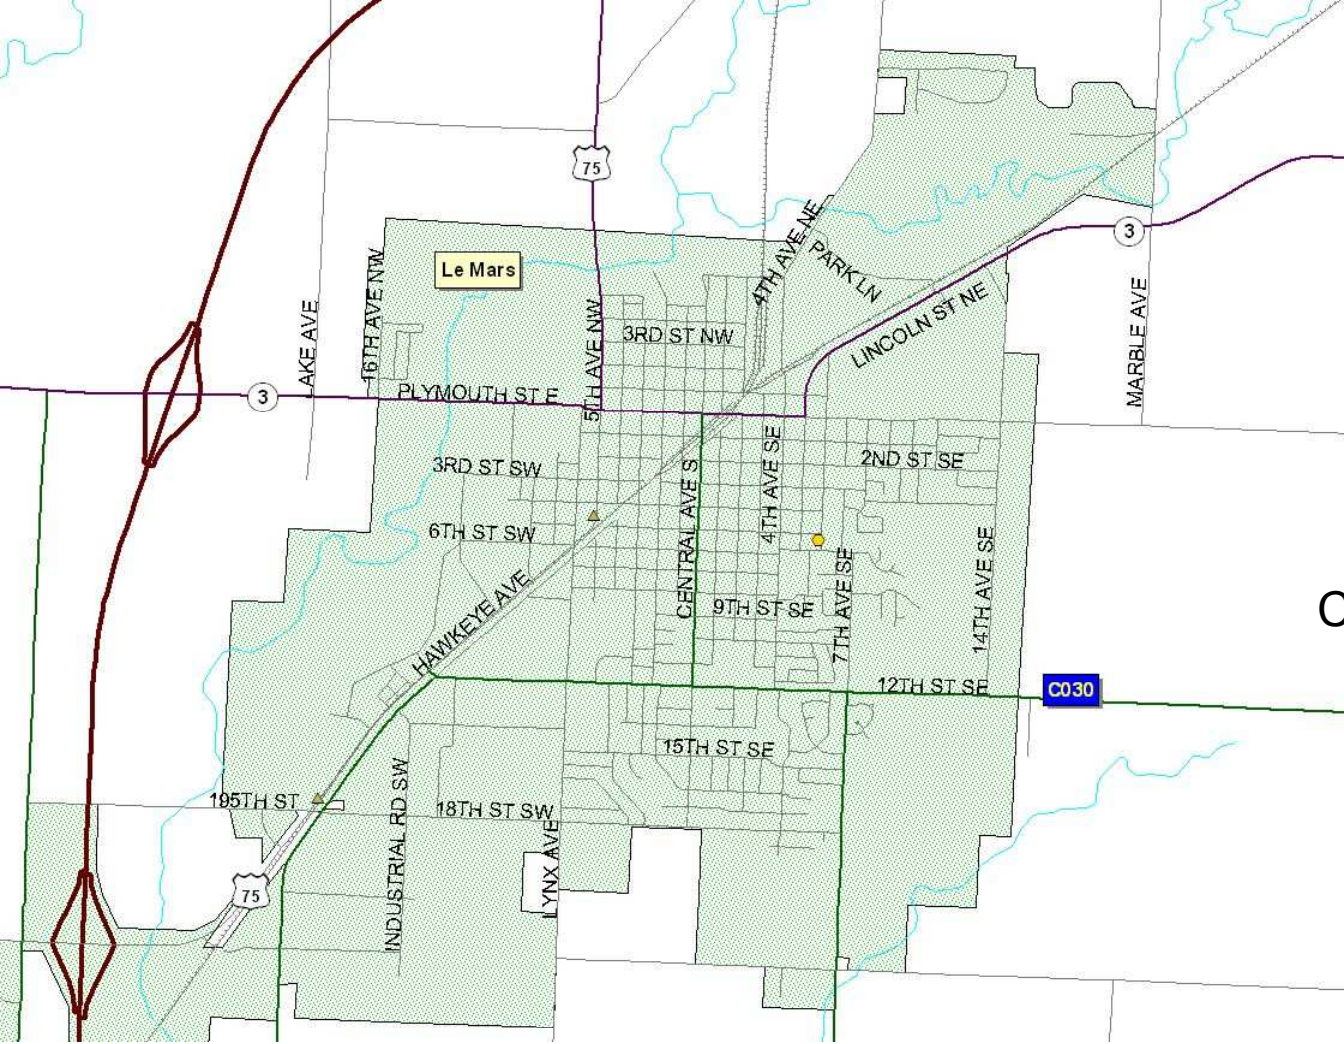 75
4TH AVE NE
PARK LN
3
Le Mars
16TH AVE NW
LAKE AVE
5TH AVE NW
3RD ST NW
LINCOLN ST NE
MARBLE AVE
3
PLYMOUTH ST E
3RD ST SW
2ND ST SE
CENTRAL AVE S
4TH AVE SE
6TH ST SW
7TH AVE SE
14TH AVE SE
9TH ST SE
HAWKEYE AVE
12TH ST SE
C030
15TH ST SE
195TH ST
INDUSTRIAL RD SW
18TH ST SW
LYNX AVE
75